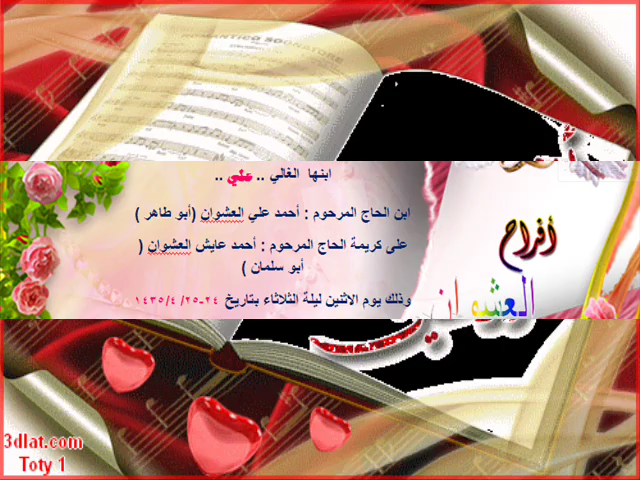 ابنها الغالي .. علي ..
ابن الحاج المرحوم : أحمد علي العشوان (أبو طاهر )
على كريمة الحاج المرحوم : أحمد عايش العشوان (
أبو سلمان )
وذلك يوم الاثنين ليلة الثلاثاء بتاريخ ٢٤-٢٥/ ٤/ ١٤٣٥
أفراح
العشوان
3dlat.com
Toty 1